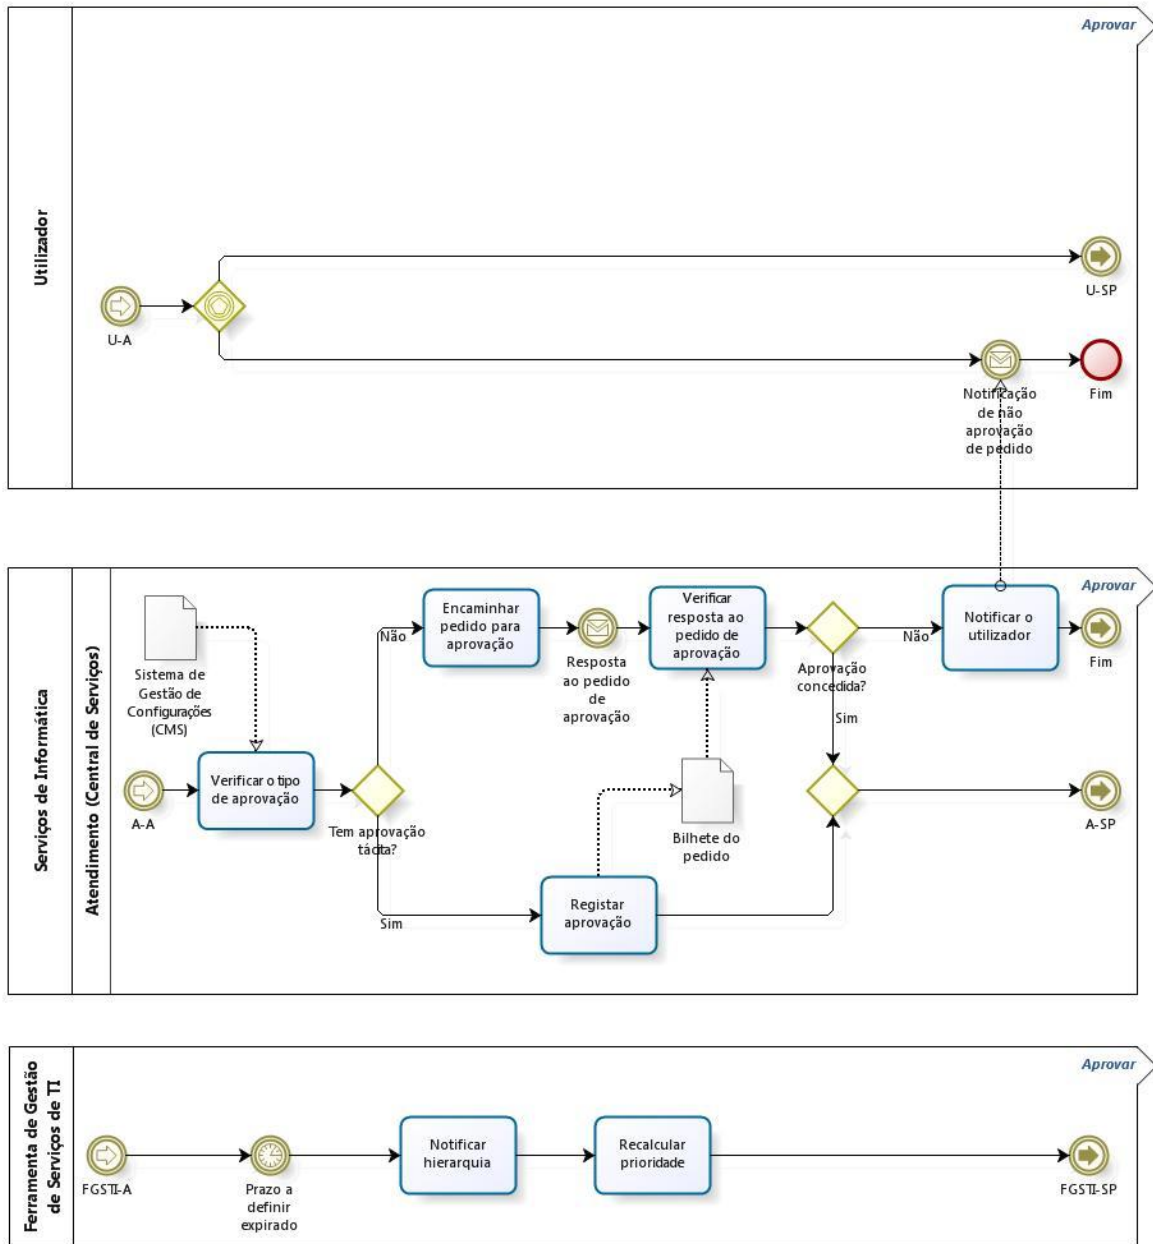 Aprovar
Utilizador
U-A
U-SP
Notificação
de não
aprovação
de pedido
Fim
Aprovar
Serviços de Informática
Atendimento (Central de Serviços)
Sistema de
Gestão de
Configurações
(CMS)
A-A
Verificar o tipo
de aprovação
Tem aprovação
tácita?
Não
Sim
Encaminhar
pedido para
aprovação
Resposta
ao pedido
de
aprovação
Verificar
resposta ao
pedido de
aprovação
Aprovação
concedida?
Não
Sim
Notificar o
utilizador
Fim
Bilhete do
pedido
Registar
aprovação
A-SP
Aprovar
Ferramenta de Gestão
de Serviços de TI
FGSTI-A
Prazo a
definir
expirado
Notificar
hierarquia
Recalcular
prioridade
FGSTI-SP